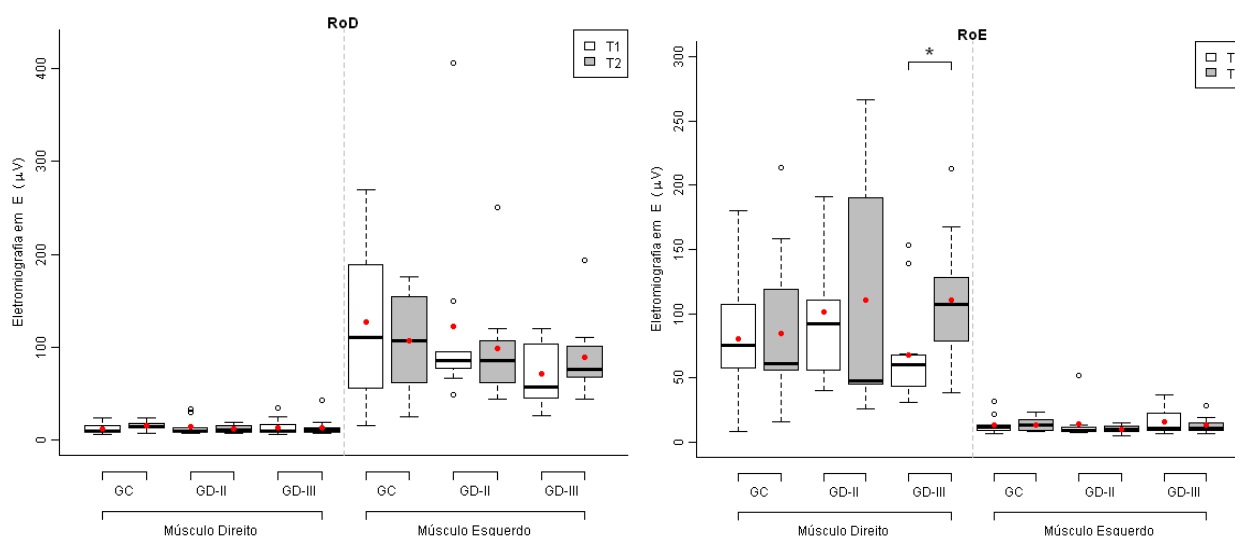 RoD
T1
T2
Eletromiografia em E (µV)
400
300
200
100
0
GC
GD-II
GD-III
GC
GD-II
GD-III
Músculo Direito
Músculo Esquerdo
RoE
T
T
*
Eletromiografia em E (µV)
300
250
200
150
100
50
0
GC
GD-II
GD-III
GC
GD-II
GD-III
Músculo Direito
Músculo Esquerdo